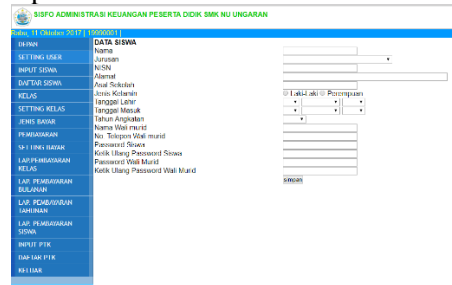 SISFO ADMINISTRASI KEUANGAN PESERTA DIDIK SMK NU UNGARAN
Rabu, 11 Oktober 2017 | 19990001 |
DEPAN
SETTING USER
INPUT SISWA
DAFTAR SISWA
KELAS
SETTING KELAS
JENIS BAYAR
PEMBAYARAN
SETTING BAYAR
LAP.PEMBAYARAN
KELAS
LAP. PEMBAYARAN
BULANAN
LAP. PEMBAYARAN
TAHUNAN
LAP. PEMBAYARAN
SISWA
INPUT PTK
DAFTAR PTK
KELUAR
DATA SISWA
Nama
Jurusan
NISN
Alamat
Asal Sekolah
Jenis Kelamin Laki-Laki Perempuan
Tanggal Lahir
Tanggal Masuk
Tahun Angkatan
Nama Wali murid
No. Telepon Wali murid
Password Siswa
Ketik Ulang Password Siswa
Password Wali Murid
Ketik Ulang Password Wali Murid
simpan